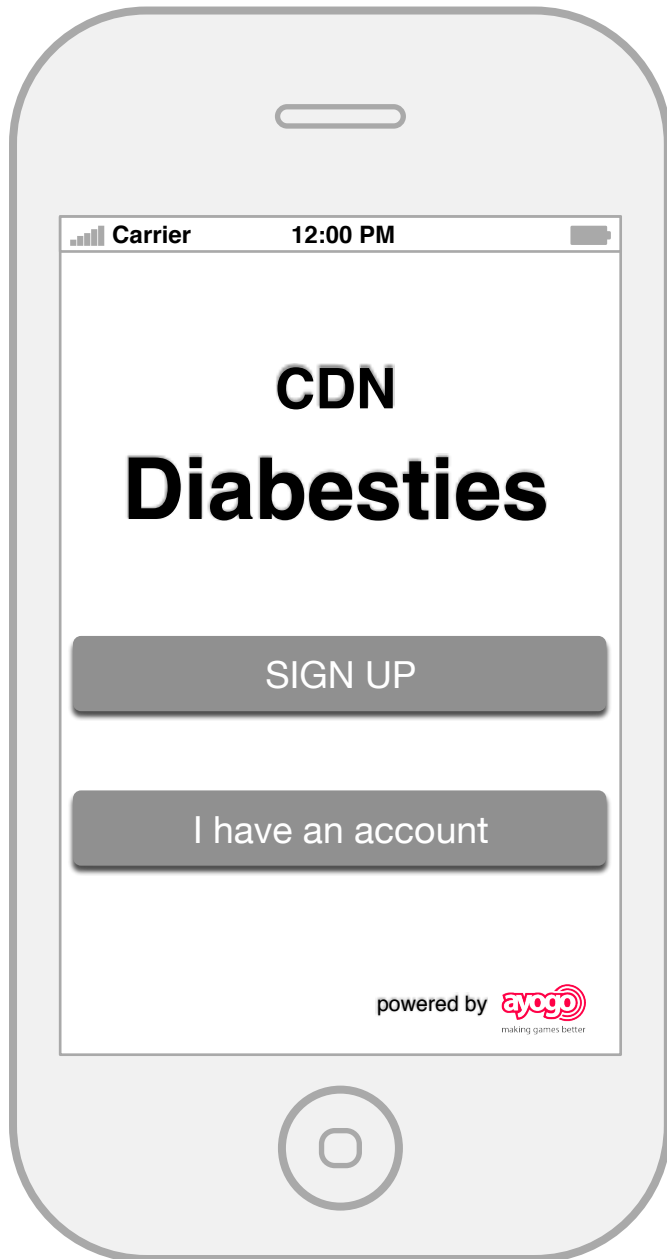 Carrier 12:00 PM
CDN
Diabesties
SIGN UP
I have an account
powered by ayogo
making games better